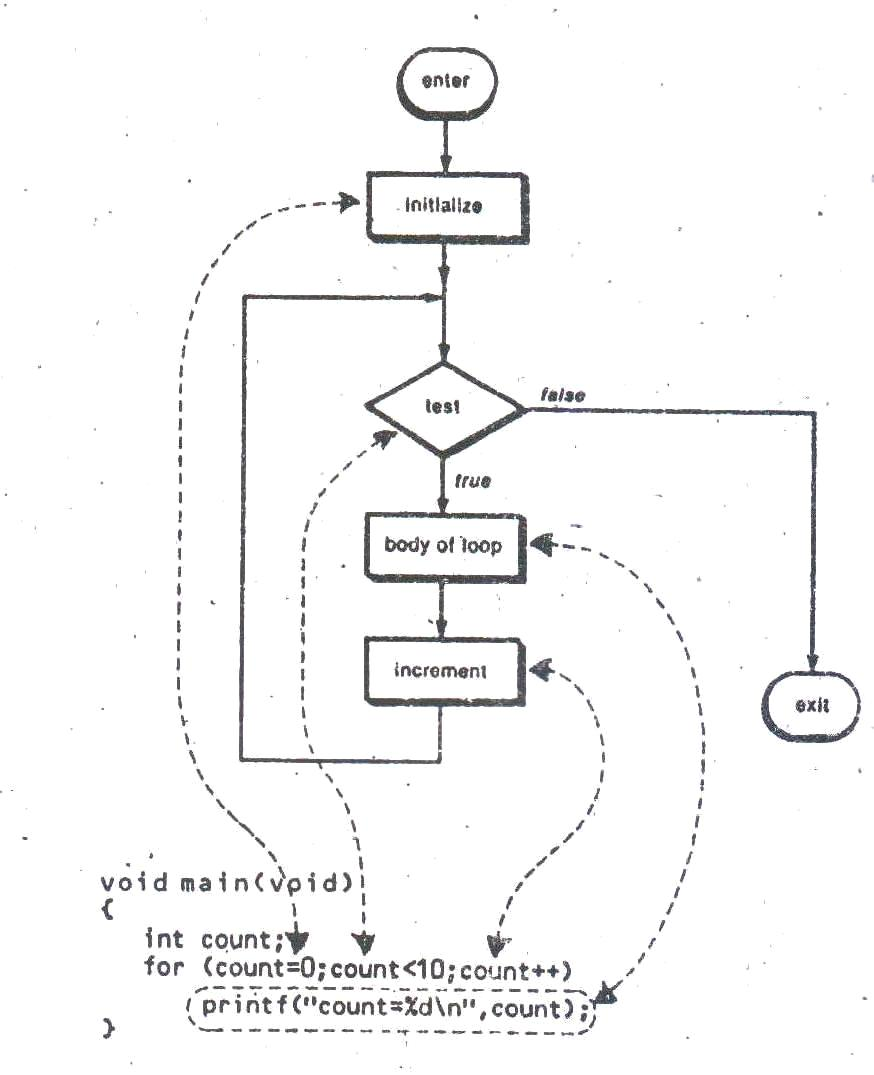 enter
initialize
test
false
true
body of loop
increment
exit
void main(void)
{
int count;
for (count=0;count<10;count++)
printf("count=%d\n",count);
}